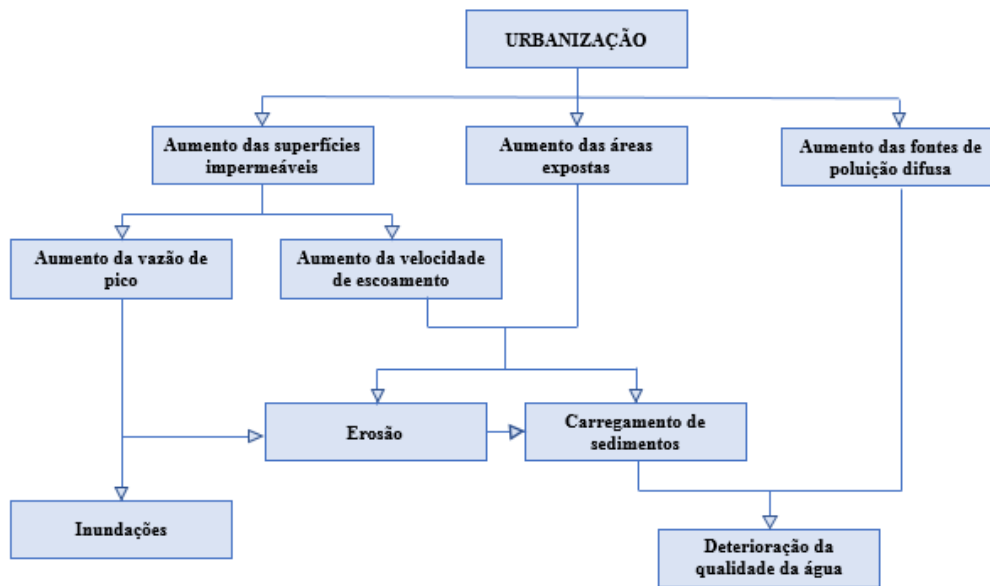 URBANIZAÇÃO
Aumento das superfícies
impermeáveis
Aumento das áreas
expostas
Aumento das fontes de
poluição difusa
Aumento da vazão de
pico
Aumento da velocidade
de escoamento
Erosão
Carregamento de
sedimentos
Inundações
Deterioração da
qualidade da água